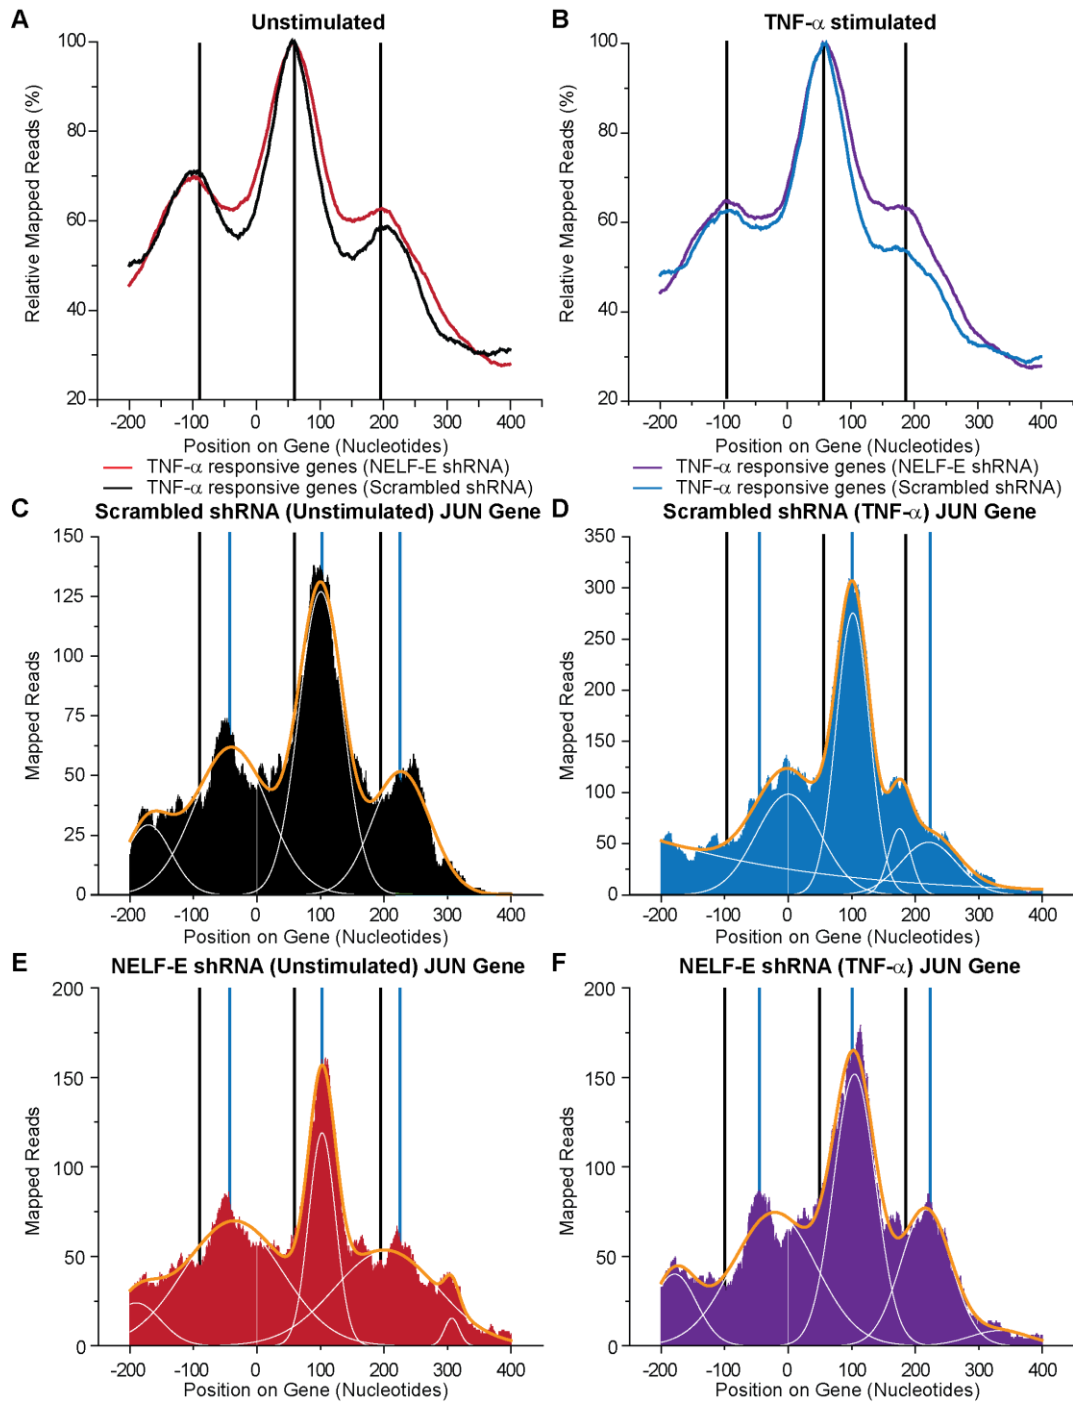 A
Unstimulated
100
80
60
40
20
Relative Mapped Reads (%)
-200 -100 0 100 200 300 400
Position on Gene (Nucleotides)
TNF-α responsive genes (NELF-E shRNA)
TNF-α responsive genes (Scrambled shRNA)
B
TNF-α stimulated
100
80
60
40
20
Relative Mapped Reads (%)
-200 -100 0 100 200 300 400
Position on Gene (Nucleotides)
TNF-α responsive genes (NELF-E shRNA)
TNF-α responsive genes (Scrambled shRNA)
C
Scrambled shRNA (Unstimulated) JUN Gene
150
125
100
75
50
25
0
Mapped Reads
-200 -100 0 100 200 300 400
Position on Gene (Nucleotides)
D
Scrambled shRNA (TNF-α) JUN Gene
350
300
250
200
150
100
50
0
Mapped Reads
-200 -100 0 100 200 300 400
Position on Gene (Nucleotides)
E
NELF-E shRNA (Unstimulated) JUN Gene
200
150
100
50
0
Mapped Reads
-200 -100 0 100 200 300 400
Position on Gene (Nucleotides)
F
NELF-E shRNA (TNF-α) JUN Gene
200
150
100
50
0
Mapped Reads
-200 -100 0 100 200 300 400
Position on Gene (Nucleotides)